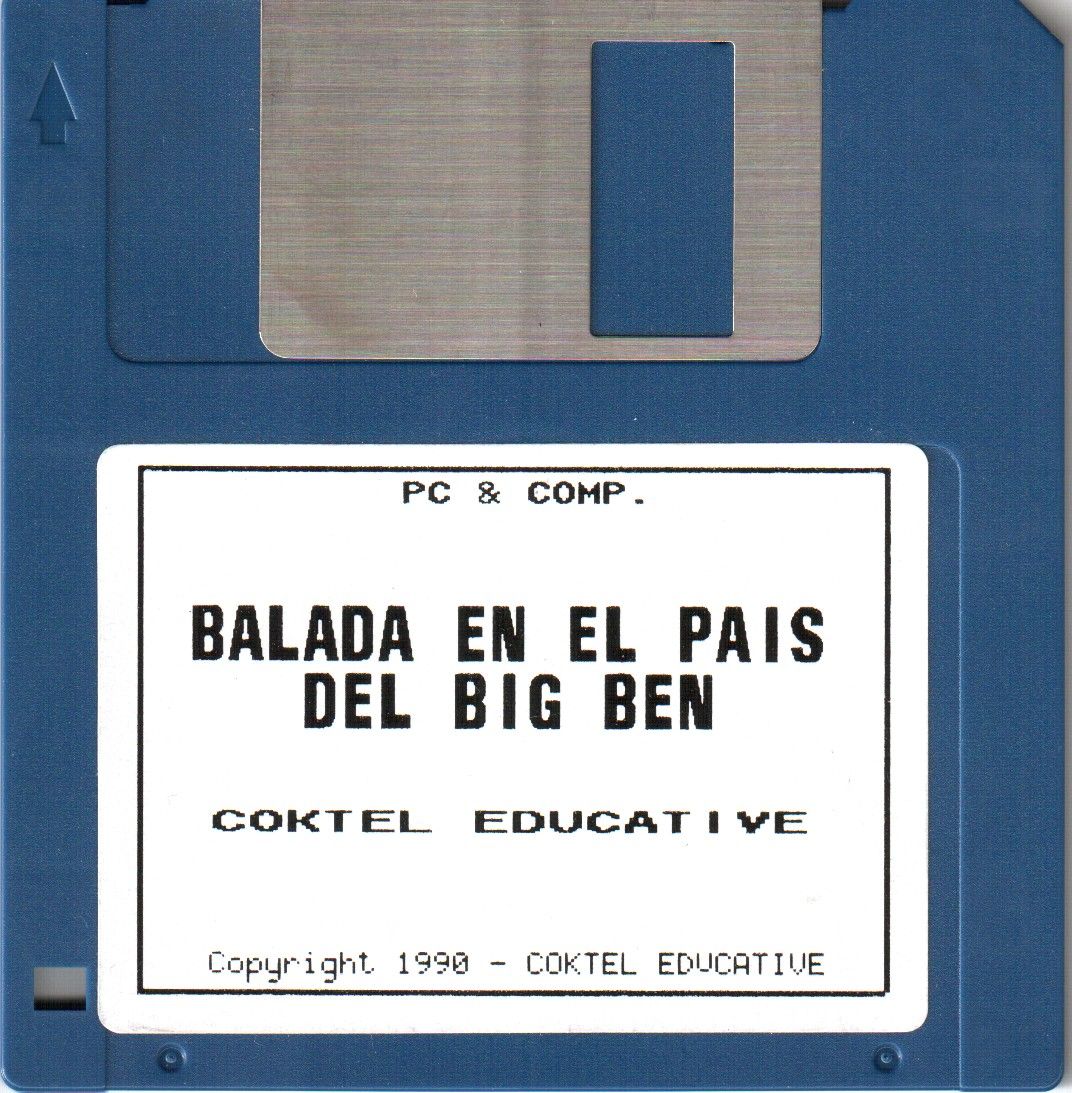 PC & COMP.
BALADA EN EL PAIS
DEL BIG BEN
COKTEL EDUCATIVE
Copyright 1990 - COKTEL EDUCATIVE